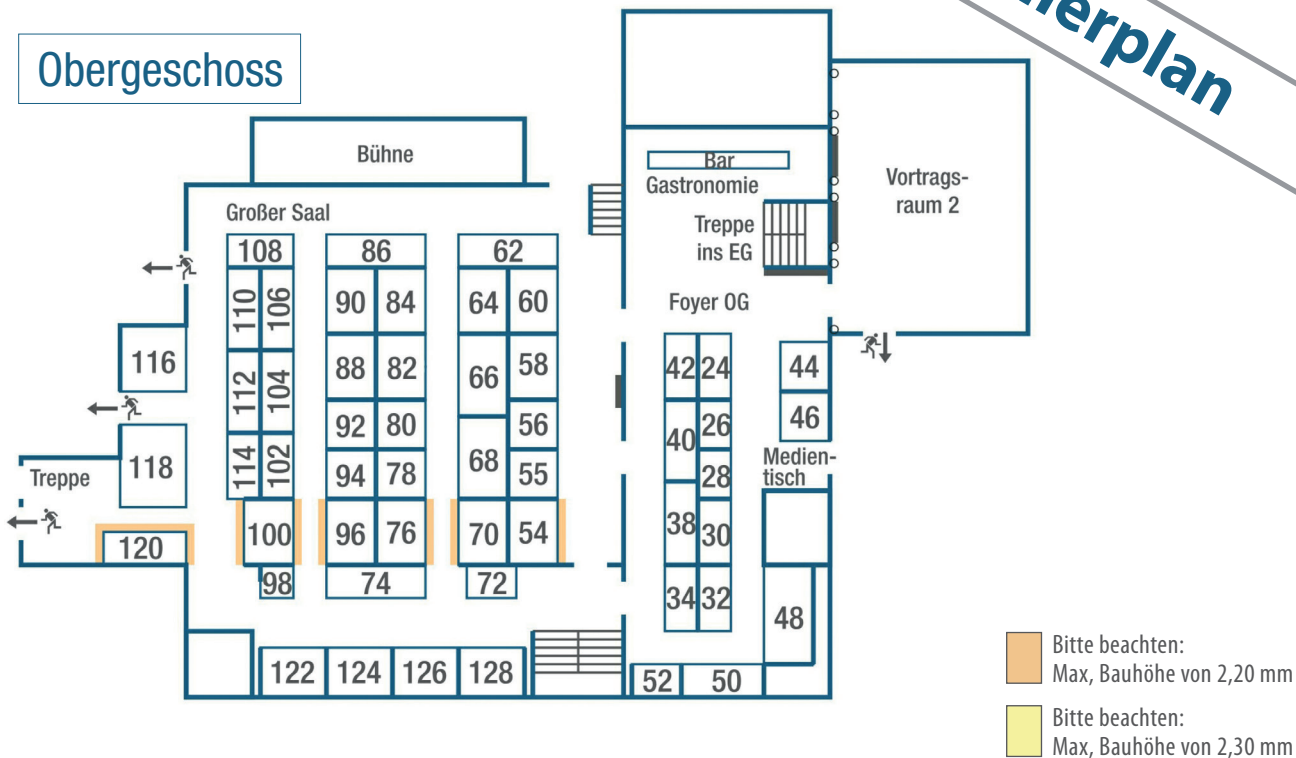 lerplan
Obergeschoss
Bühne
Bar
Gastronomie
Vortrags-
raum 2
Großer Saal
Treppe
ins EG
108 86 62
110 106 90 84 64 60
Foyer OG
116
112 104 88 82 66 58
42 24 44
92 80 56
40 26 46
118
114 102 94 78 68 55
28
Medien-
tisch
Treppe
120
100 96 76 70 54
38 30
98 74 72
34 32 48
122 124 126 128
52 50
Bitte beachten:
Max, Bauhöhe von 2,20 mm
Bitte beachten:
Max, Bauhöhe von 2,30 mm